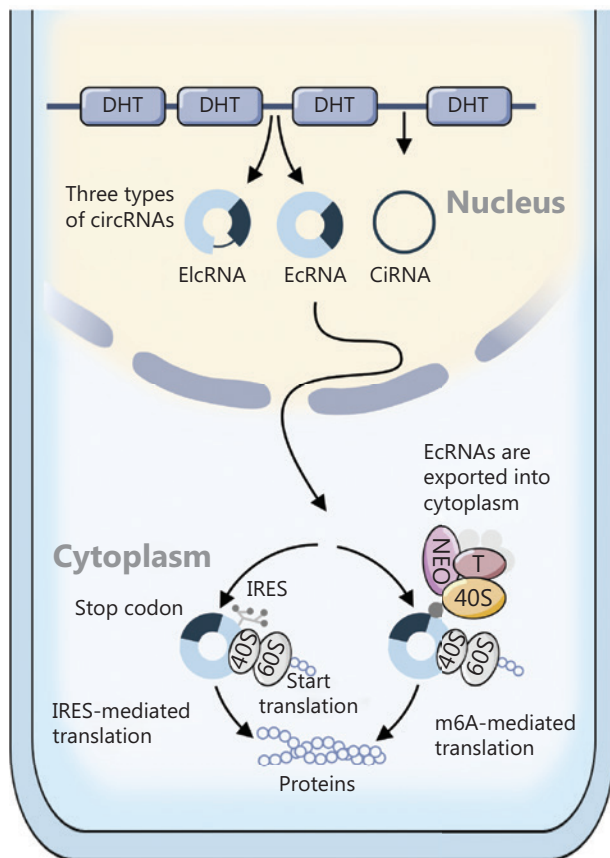 DHT DHT DHT DHT
Three types
of circRNAs
Nucleus
ElcRNA EcRNA CiRNA
EcRNAs are
exported into
cytoplasm
Cytoplasm
NEO
T
40S
IRES
Stop codon
40S 60S
40S 60S
Start
translation
IRES-mediated
translation
m6A-mediated
translation
Proteins